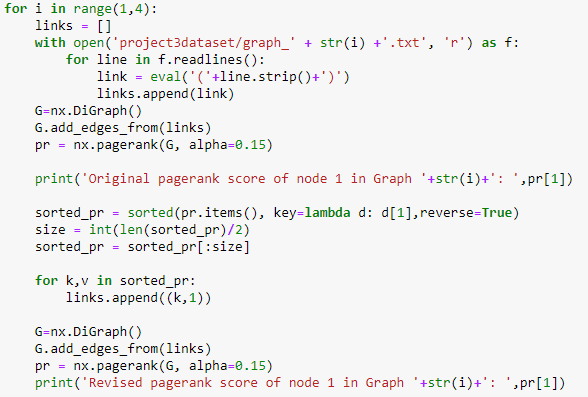 for i in range(1,4):
    links = []
    with open('project3dataset/graph_' + str(i) +'.txt', 'r') as f:
        for line in f.readlines():
            link = eval('('+line.strip()+')')
            links.append(link)
    G=nx.DiGraph()
    G.add_edges_from(links)
    pr = nx.pagerank(G, alpha=0.15)

    print('Original pagerank score of node 1 in Graph '+str(i)+': ',pr[1])

    sorted_pr = sorted(pr.items(), key=lambda d: d[1],reverse=True)
    size = int(len(sorted_pr)/2)
    sorted_pr = sorted_pr[:size]

    for k,v in sorted_pr:
        links.append((k,1))

    G=nx.DiGraph()
    G.add_edges_from(links)
    pr = nx.pagerank(G, alpha=0.15)
    print('Revised pagerank score of node 1 in Graph '+str(i)+': ',pr[1])